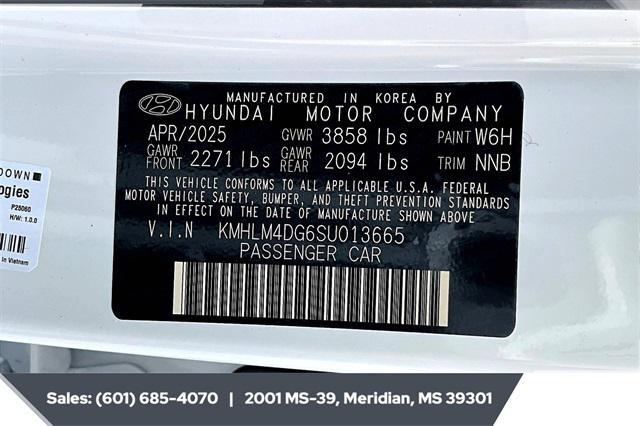 MANUFACTURED IN KOREA BY
HYUNDAI MOTOR COMPANY
APR/2025 GVWR 3858 lbs PAINT W6H
GAWR FRONT 2271 lbs GAWR REAR 2094 lbs TRIM NNB
THIS VEHICLE CONFORMS TO ALL APPLICABLE U.S.A. FEDERAL
MOTOR VEHICLE SAFETY, BUMPER, AND THEFT PREVENTION STANDARDS
IN EFFECT ON THE DATE OF MANUFACTURE SHOWN ABOVE.
V.I.N KMHLM4DG6SU013665
PASSENGER CAR
DOWN
ogies
P25060
H/W: 1.0.0
In Vietnam
Sales: (601) 685-4070 | 2001 MS-39, Meridian, MS 39301